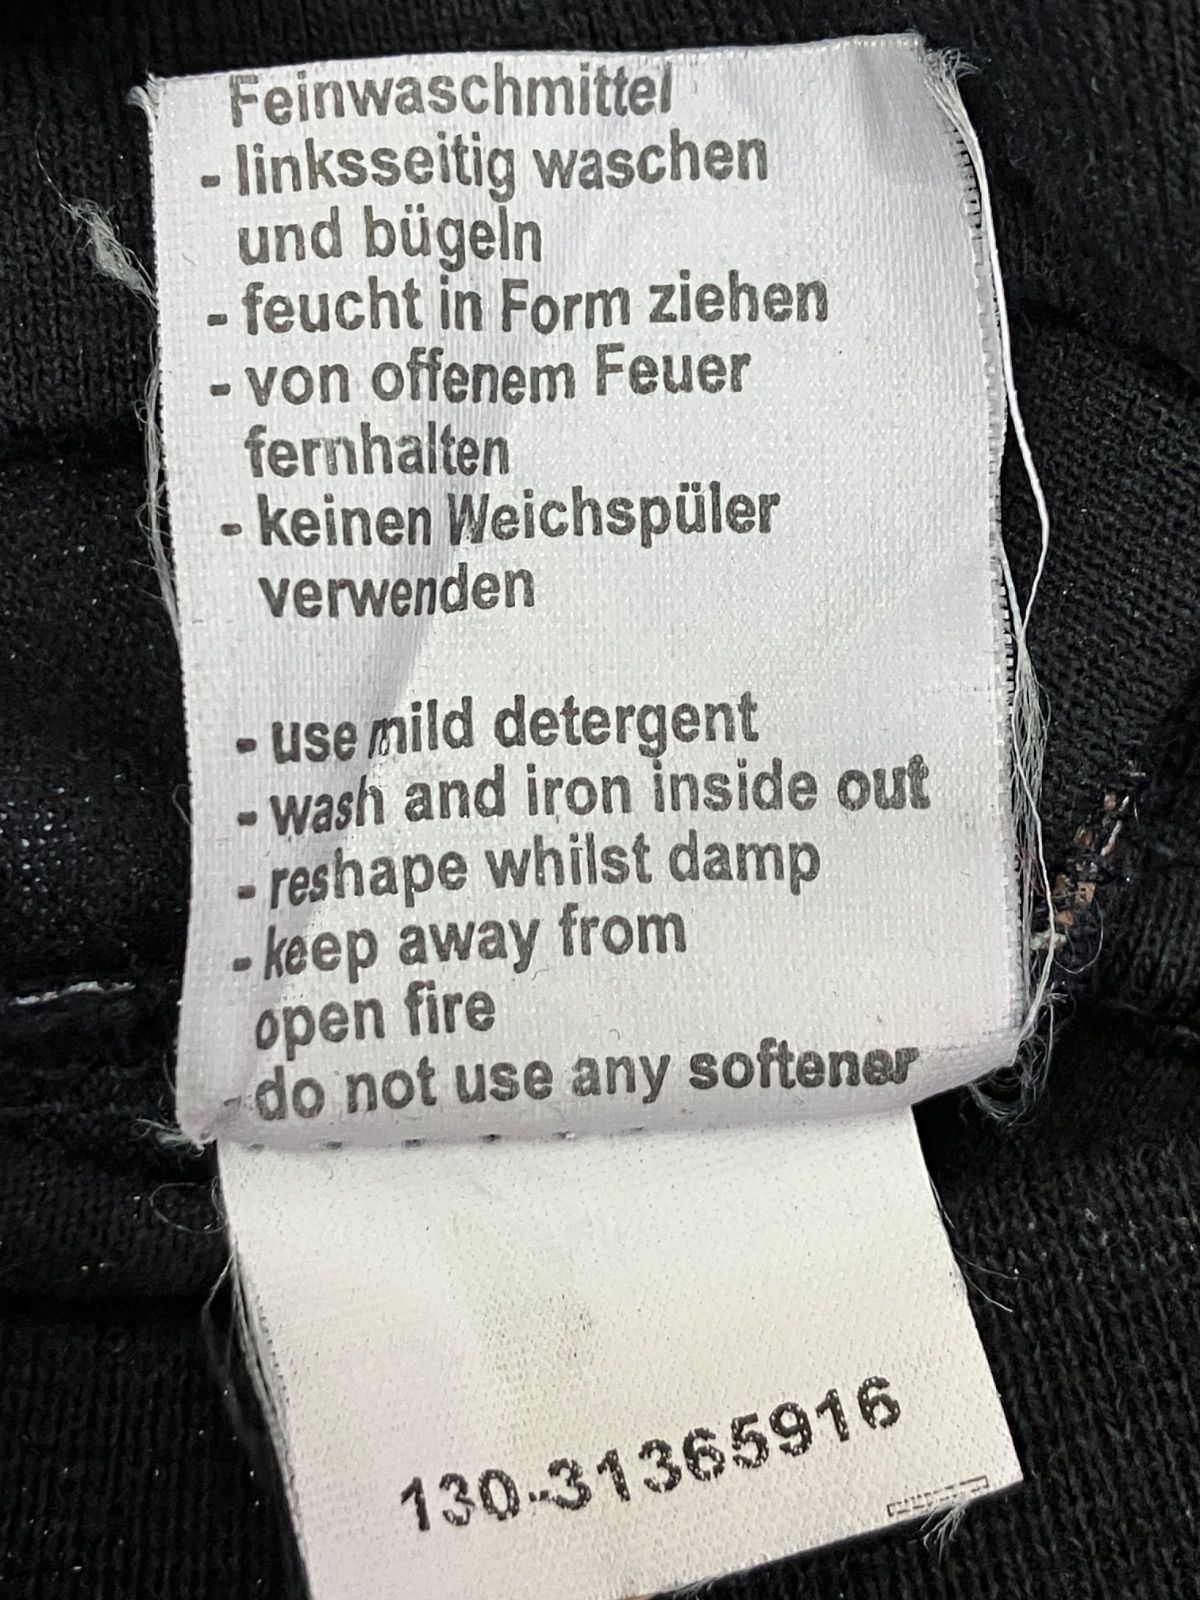 Feinwaschmittel
- linksseitig waschen
und bügeln
- feucht in Form ziehen
- von offenem Feuer
fernhalten
- keinen Weichspüler
verwenden
- use mild detergent
- wash and iron inside out
- reshape whilst damp
- keep away from
open fire
- do not use any softener
130-31365916